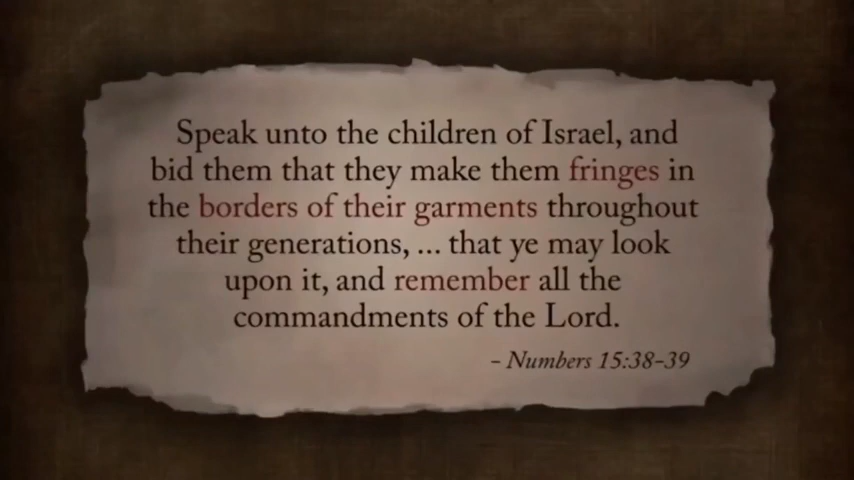 Speak unto the children of Israel, and
bid them that they make them fringes in
the borders of their garments throughout
their generations, ... that ye may look
upon it, and remember all the
commandments of the Lord.
– Numbers 15:38–39